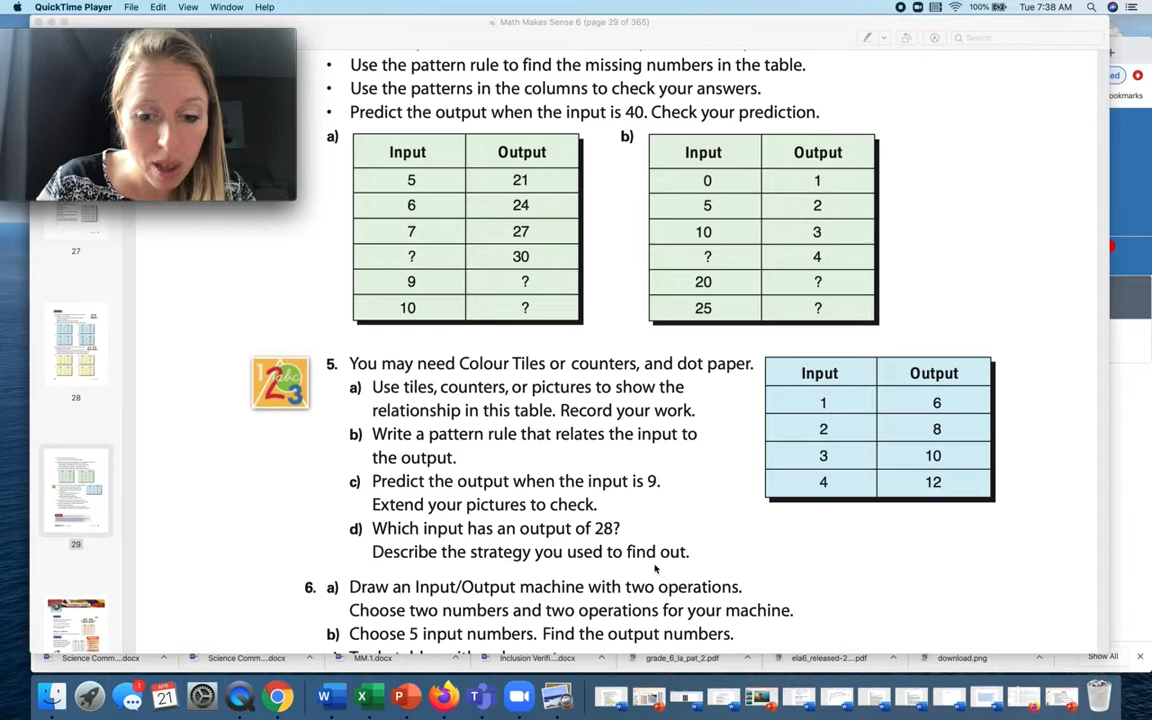 QuickTime Player File Edit View Window Help 100% Tue 7:38 AM
Math Makes Sense 6 (page 29 of 365)
Search
• Use the pattern rule to find the missing numbers in the table.
• Use the patterns in the columns to check your answers.
• Predict the output when the input is 40. Check your prediction.
a)
Input Output
5 21
6 24
7 27
? 30
9 ?
10 ?
b)
Input Output
0 1
5 2
10 3
? 4
20 ?
25 ?
27
28
29
5. You may need Colour Tiles or counters, and dot paper.
a) Use tiles, counters, or pictures to show the
relationship in this table. Record your work.
b) Write a pattern rule that relates the input to
the output.
c) Predict the output when the input is 9.
Extend your pictures to check.
d) Which input has an output of 28?
Describe the strategy you used to find out.
Input Output
1 6
2 8
3 10
4 12
1 2 3 abc
6. a) Draw an Input/Output machine with two operations.
Choose two numbers and two operations for your machine.
b) Choose 5 input numbers. Find the output numbers.
ed
ookmarks
Science Comm....docx Science Comm....docx MM.1.docx Inclusion Verifi....docx grade_6_la_pat_2.pdf ela6_released-2....pdf download.png Show All
APR
21
1
W X P T